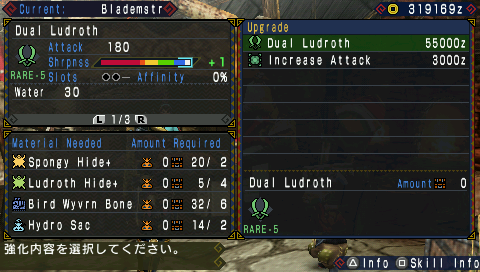 Current: Blademstr
319169z
Dual Ludroth
Attack 180
Shrpnss +1
RARE-5 Slots ○○― Affinity 0%
Water 30
L 1/3 R
Upgrade
Dual Ludroth 55000z
Increase Attack 3000z
Material Needed Amount Required
Spongy Hide+ 0 20/ 2
Ludroth Hide+ 0 5/ 4
Bird Wyvrn Bone 0 32/ 6
Hydro Sac 0 14/ 2
Dual Ludroth Amount 0
RARE-5
強化内容を選択してください。
△Info □Skill Info